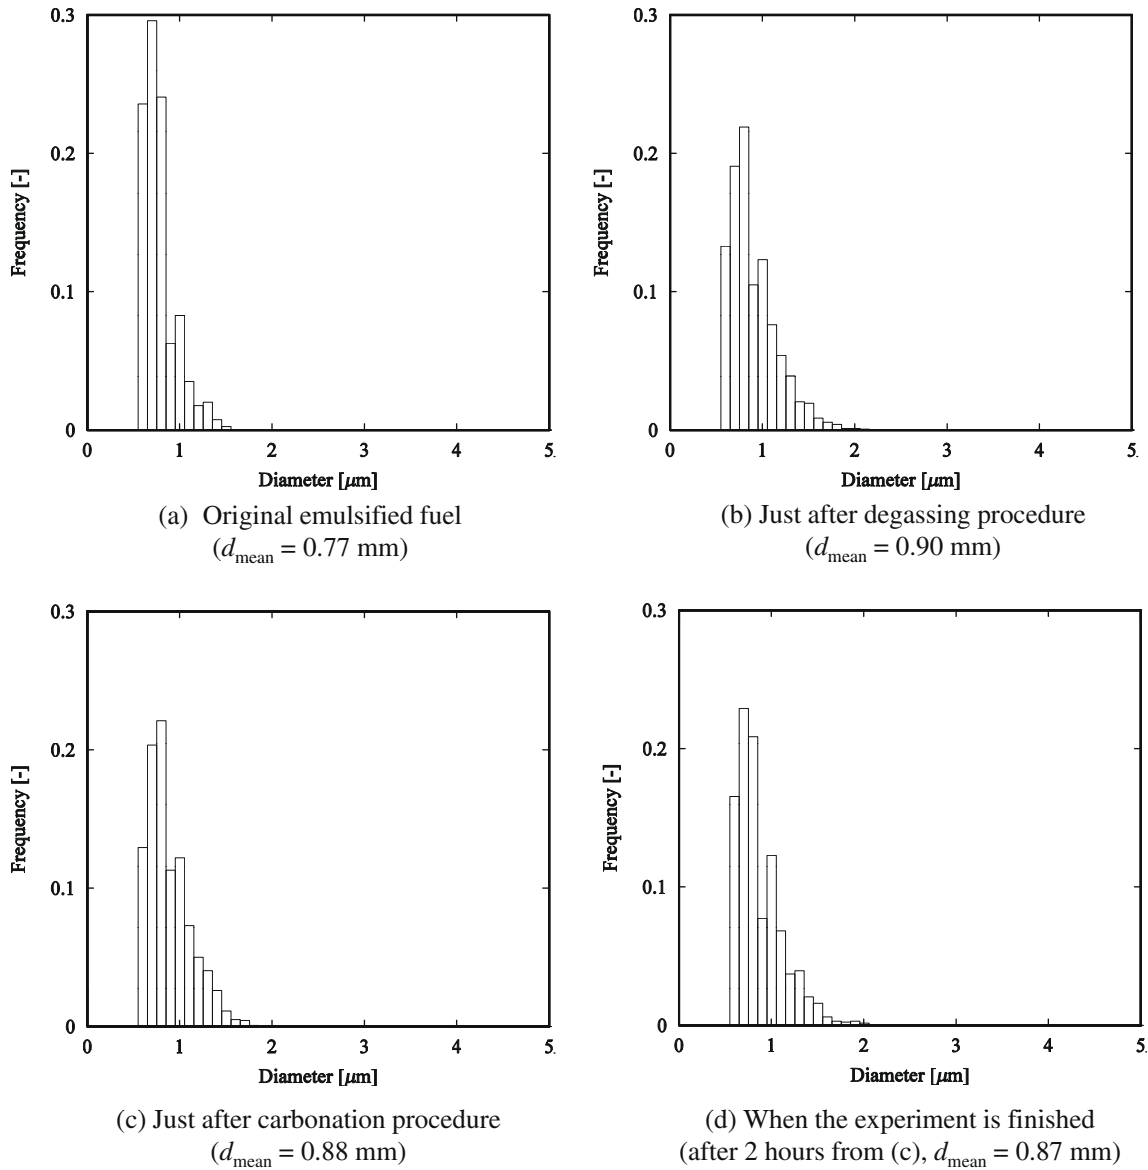 0.3
0.2
0.1
0
Frequency [-]
0 1 2 3 4 5.
Diameter [μm]
(a) Original emulsified fuel
(dmean = 0.77 mm)
0.3
0.2
0.1
0
Frequency [-]
0 1 2 3 4 5.
Diameter [μm]
(b) Just after degassing procedure
(dmean = 0.90 mm)
0.3
0.2
0.1
0
Frequency [-]
0 1 2 3 4 5.
Diameter [μm]
(c) Just after carbonation procedure
(dmean = 0.88 mm)
0.3
0.2
0.1
0
Frequency [-]
0 1 2 3 4 5.
Diameter [μm]
(d) When the experiment is finished
(after 2 hours from (c), dmean = 0.87 mm)